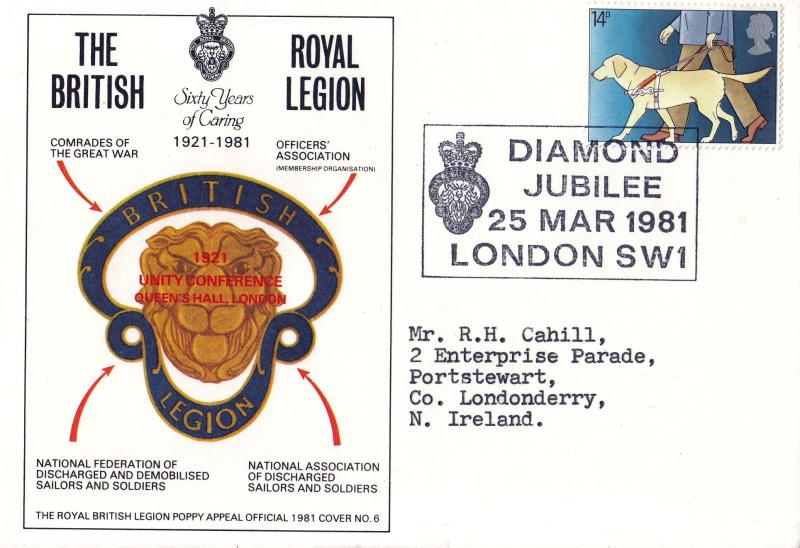 THE BRITISH
ROYAL LEGION
Sixty Years
of Caring
1921-1981
COMRADES OF
THE GREAT WAR
OFFICERS'
ASSOCIATION
(MEMBERSHIP ORGANISATION)
BRITISH
1921
UNITY CONFERENCE
QUEEN'S HALL, LONDON
LEGION
NATIONAL FEDERATION OF
DISCHARGED AND DEMOBILISED
SAILORS AND SOLDIERS
NATIONAL ASSOCIATION
OF DISCHARGED
SAILORS AND SOLDIERS
THE ROYAL BRITISH LEGION POPPY APPEAL OFFICIAL 1981 COVER NO. 6
14P
DIAMOND
JUBILEE
25 MAR 1981
LONDON SW1
Mr. R.H. Cahill,
2 Enterprise Parade,
Portstewart,
Co. Londonderry,
N. Ireland.